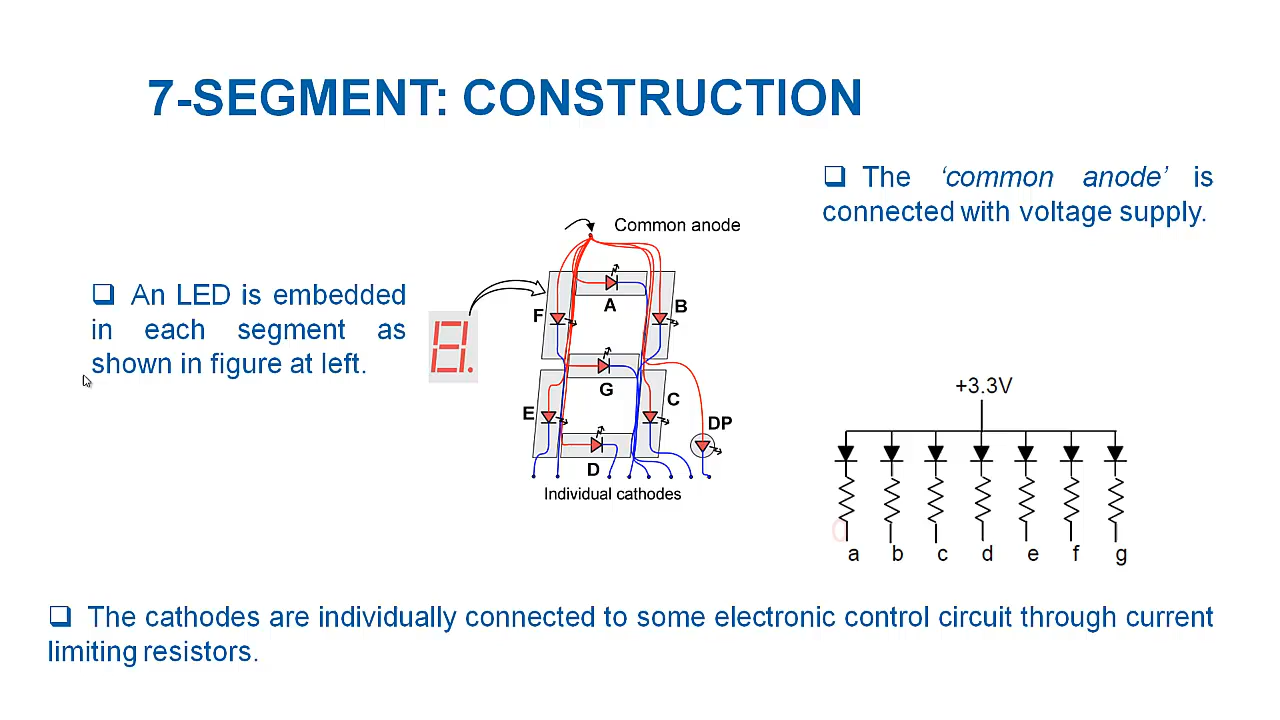 7-SEGMENT: CONSTRUCTION
❑ The ‘common anode’ is
connected with voltage supply.
❑ An LED is embedded
in each segment as
shown in figure at left.
Common anode
A
F
B
G
E
C
DP
D
Individual cathodes
+3.3V
a b c d e f g
❑ The cathodes are individually connected to some electronic control circuit through current
limiting resistors.